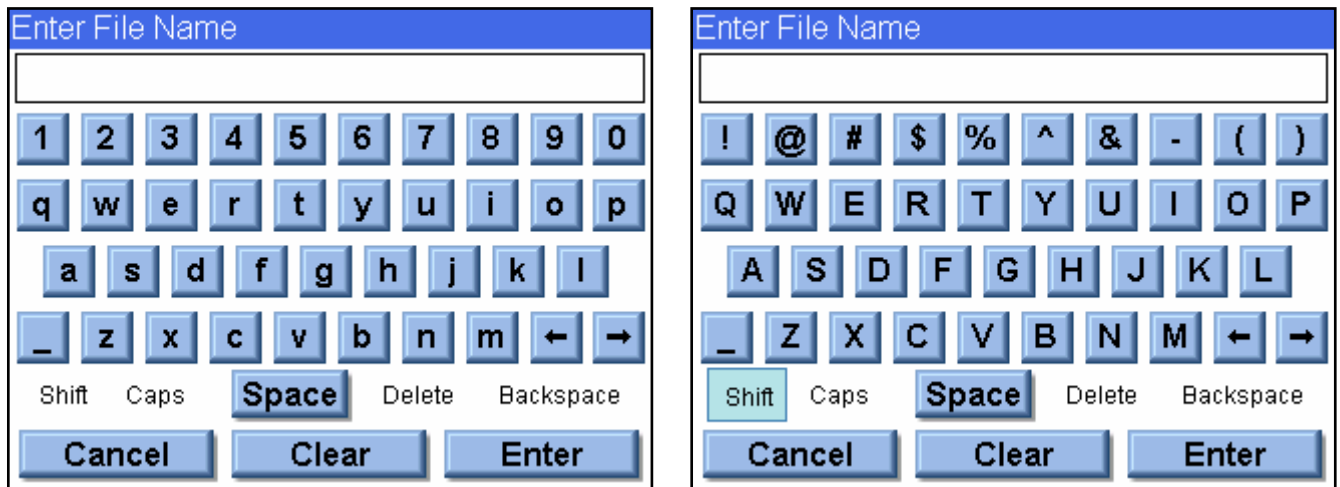 Enter File Name
1 2 3 4 5 6 7 8 9 0
q w e r t y u i o p
a s d f g h j k l
_ z x c v b n m ← →
Shift Caps Space Delete Backspace
Cancel Clear Enter
Enter File Name
! @ # $ % ^ & - ( )
Q W E R T Y U I O P
A S D F G H J K L
_ Z X C V B N M ← →
Shift Caps Space Delete Backspace
Cancel Clear Enter